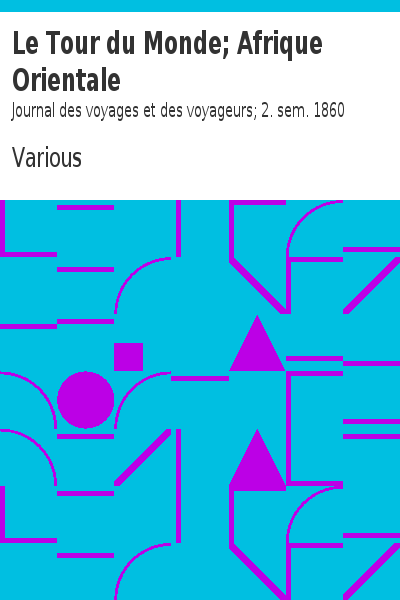 Le Tour du Monde; Afrique
Orientale
Journal des voyages et des voyageurs; 2. sem. 1860
Various